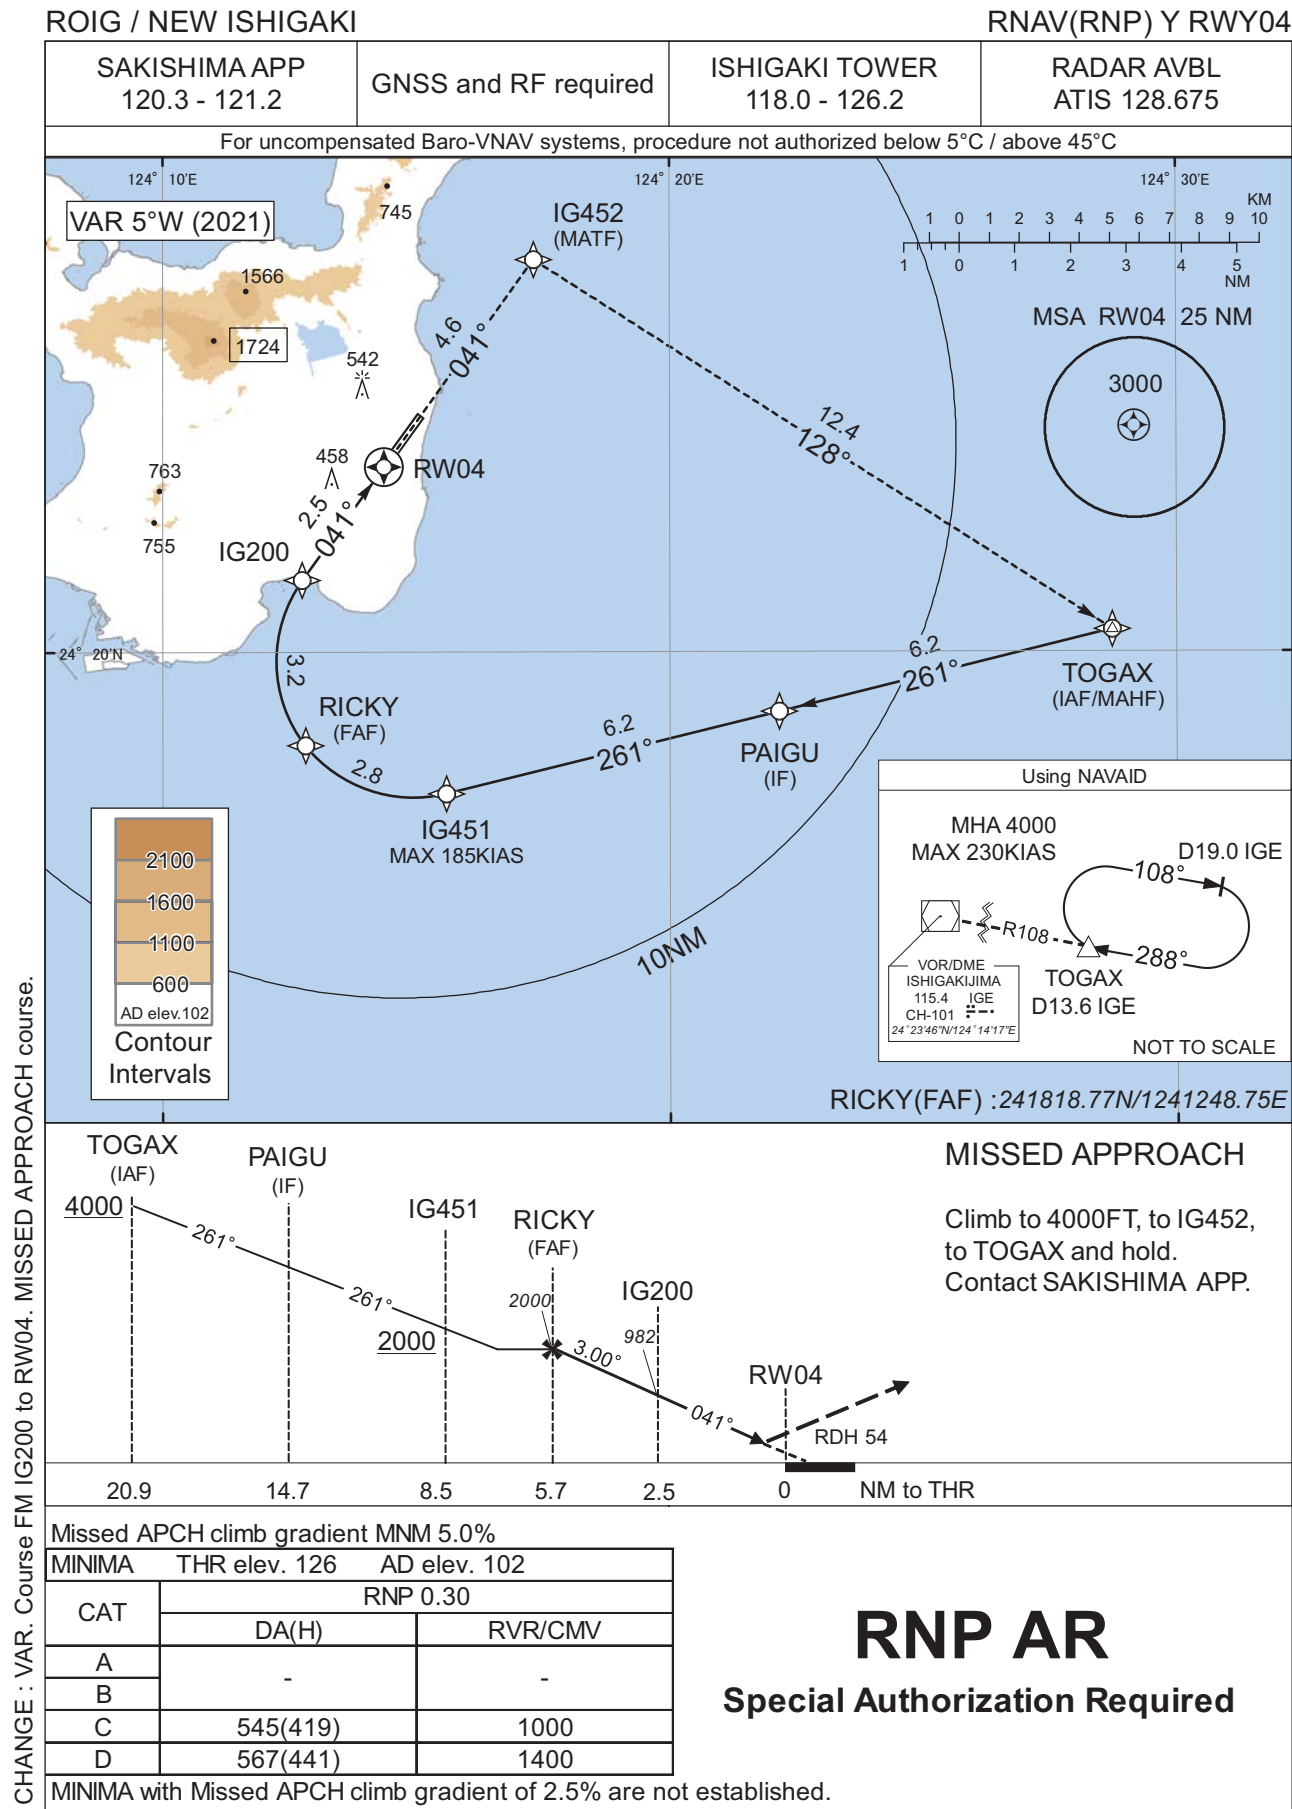 ROIG / NEW ISHIGAKI
RNAV(RNP) Y RWY04
SAKISHIMA APP
120.3 - 121.2
GNSS and RF required
ISHIGAKI TOWER
118.0 - 126.2
RADAR AVBL
ATIS 128.675
For uncompensated Baro-VNAV systems, procedure not authorized below 5°C / above 45°C
124° 10'E
124° 20'E
124° 30'E
VAR 5°W (2021)
745
1566
1724
542
458
763
755
IG452
(MATF)
4.6
041°
RW04
2.5
041°
IG200
12.4
128°
1 0 1 2 3 4 5 6 7 8 9 10
KM
1 0 1 2 3 4 5
NM
MSA RW04 25 NM
3000
24° 20'N
3.2
RICKY
(FAF)
2.8
IG451
MAX 185KIAS
6.2
261°
PAIGU
(IF)
6.2
261°
TOGAX
(IAF/MAHF)
10NM
2100
1600
1100
600
AD elev.102
Contour
Intervals
Using NAVAID
MHA 4000
MAX 230KIAS
D19.0 IGE
108°
R108
288°
TOGAX
D13.6 IGE
VOR/DME
ISHIGAKIJIMA
115.4 IGE
CH-101
24°23'46"N/124°14'17"E
NOT TO SCALE
RICKY(FAF) :241818.77N/1241248.75E
TOGAX
(IAF)
4000
261°
PAIGU
(IF)
261°
IG451
2000
RICKY
(FAF)
2000
3.00°
IG200
982
041°
RW04
RDH 54
20.9 14.7 8.5 5.7 2.5 0 NM to THR
MISSED APPROACH
Climb to 4000FT, to IG452,
to TOGAX and hold.
Contact SAKISHIMA APP.
Missed APCH climb gradient MNM 5.0%
MINIMA THR elev. 126 AD elev. 102
CAT
RNP 0.30
DA(H) RVR/CMV
A
B
- -
C 545(419) 1000
D 567(441) 1400
MINIMA with Missed APCH climb gradient of 2.5% are not established.
RNP AR
Special Authorization Required
CHANGE : VAR. Course FM IG200 to RW04. MISSED APPROACH course.